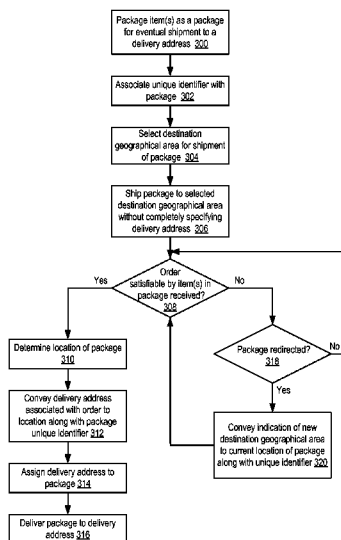 Package item(s) as a package
for eventual shipment to a
delivery address 300
Associate unique identifier with
package 302
Select destination
geographical area for shipment
of package 304
Ship package to selected
destination geographical area
without completely specifying
delivery address 306
Order
satisfiable by item(s) in
package received?
308
Yes
No
Determine location of package
310
Convey delivery address
associated with order to
location along with package
unique identifier 312
Assign delivery address to
package 314
Deliver package to delivery
address 316
Package redirected?
318
No
Yes
Convey indication of new
destination geographical area
to current location of package
along with unique identifier 320